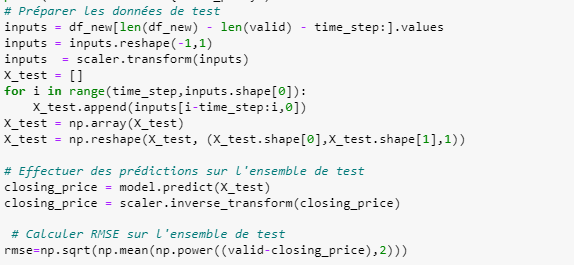 # Préparer les données de test
inputs = df_new[len(df_new) - len(valid) - time_step:].values
inputs = inputs.reshape(-1,1)
inputs  = scaler.transform(inputs)
X_test = []
for i in range(time_step,inputs.shape[0]):
    X_test.append(inputs[i-time_step:i,0])
X_test = np.array(X_test)
X_test = np.reshape(X_test, (X_test.shape[0],X_test.shape[1],1))

# Effectuer des prédictions sur l'ensemble de test
closing_price = model.predict(X_test)
closing_price = scaler.inverse_transform(closing_price)

 # Calculer RMSE sur l'ensemble de test
rmse=np.sqrt(np.mean(np.power((valid-closing_price),2)))